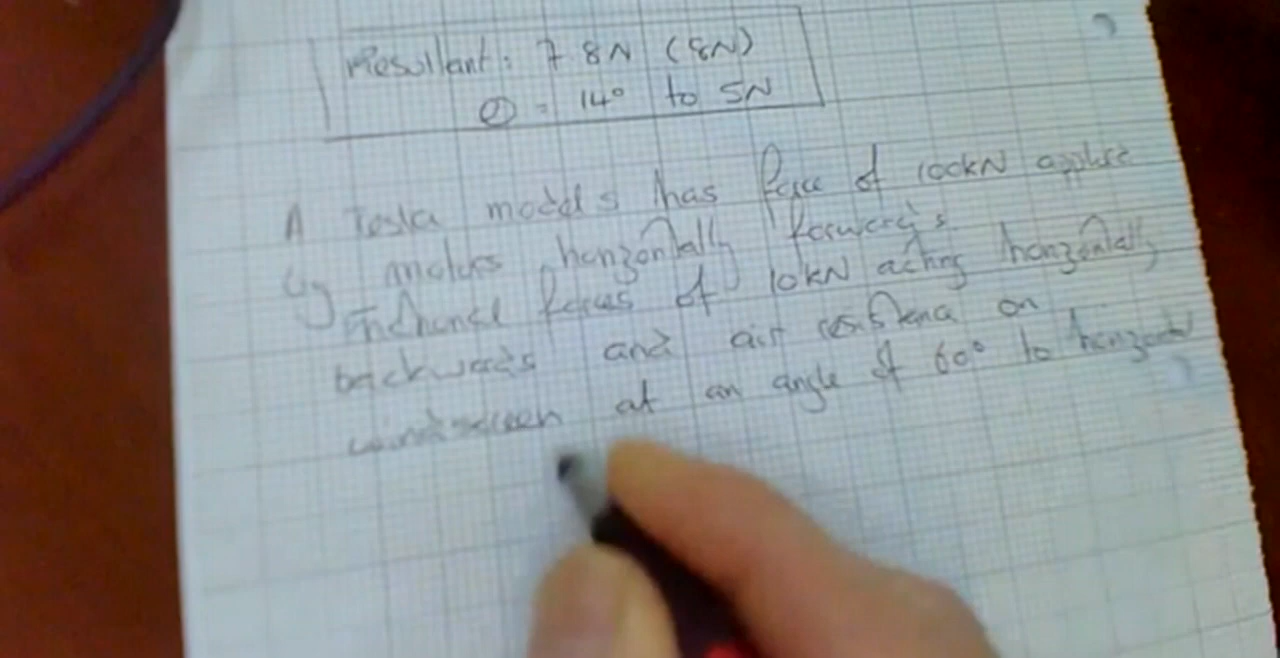 Resultant: 7 8N (8N)
θ = 14° to 5N
A Tesla model s has force of 100kN applied
by motors horizontally forwards.
forces of 10kN acting horizontally
backwards and air resistance on
windscreen at an angle of 60° to horizontal